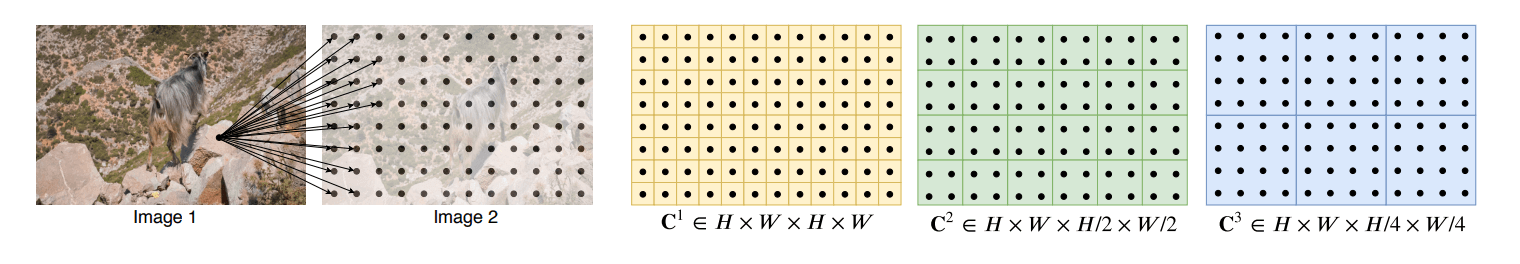 Image 1
Image 2
C¹ ∈ H × W × H × W
C² ∈ H × W × H/2 × W/2
C³ ∈ H × W × H/4 × W/4